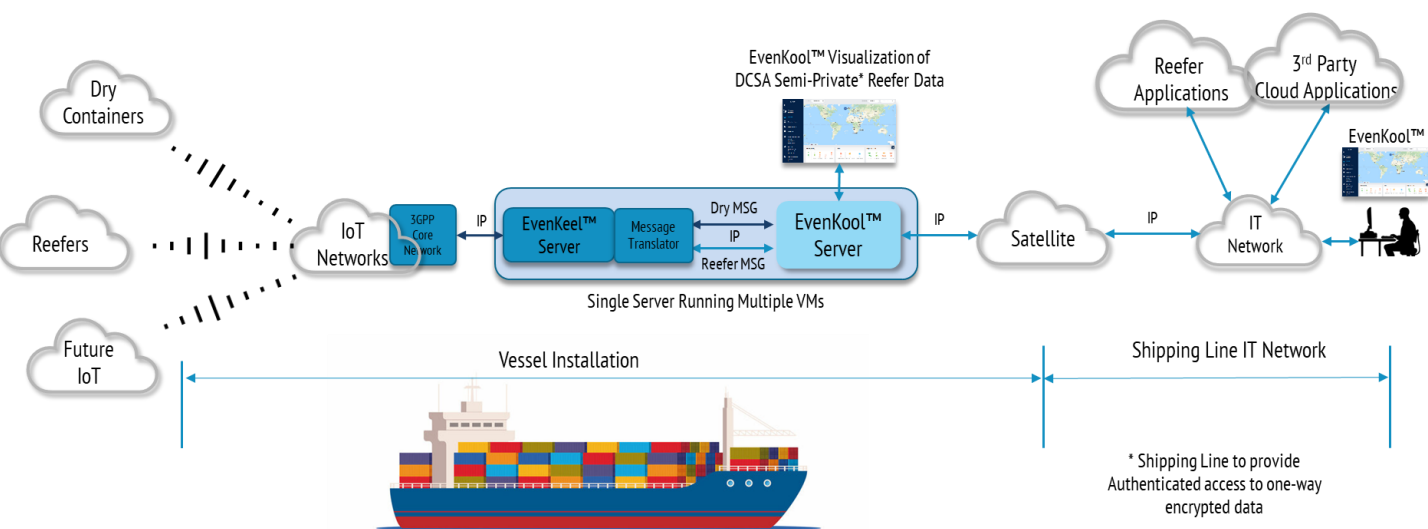 Dry
Containers
Reefers
Future
IoT
IoT
Networks
3GPP
Core
Network
IP
EvenKeel™
Server
Message
Translator
Dry MSG
IP
Reefer MSG
EvenKool™
Server
Single Server Running Multiple VMs
EvenKool™ Visualization of
DCSA Semi-Private* Reefer Data
IP
Satellite
IP
IT
Network
Reefer
Applications
3rd Party
Cloud Applications
EvenKool™
Vessel Installation
Shipping Line IT Network
* Shipping Line to provide
Authenticated access to one-way
encrypted data